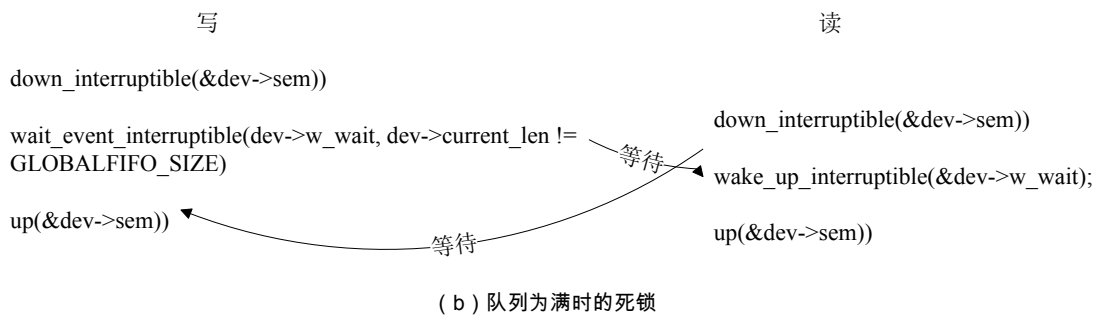 写
读
down_interruptible(&dev->sem))
wait_event_interruptible(dev->w_wait, dev->current_len !=
GLOBALFIFO_SIZE)
up(&dev->sem))
等待
等待
down_interruptible(&dev->sem))
wake_up_interruptible(&dev->w_wait);
up(&dev->sem))
(b)队列为满时的死锁